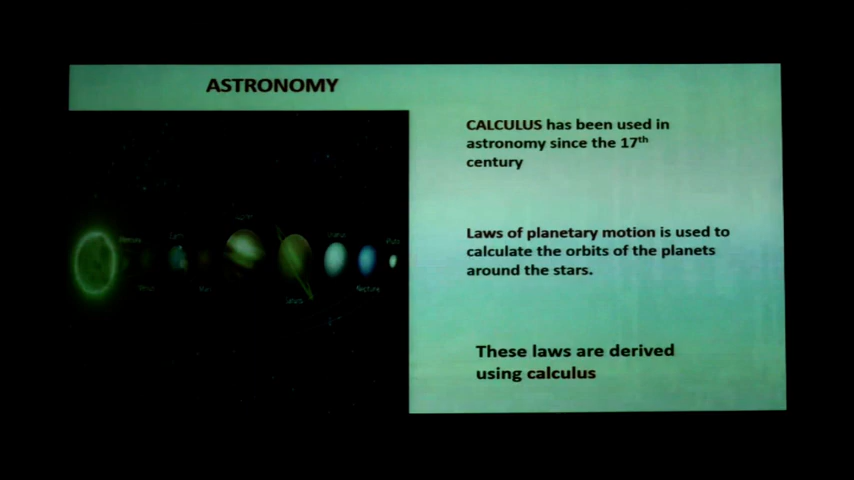 ASTRONOMY
CALCULUS has been used in
astronomy since the 17th
century
Laws of planetary motion is used to
calculate the orbits of the planets
around the stars.
These laws are derived
using calculus
Neptune